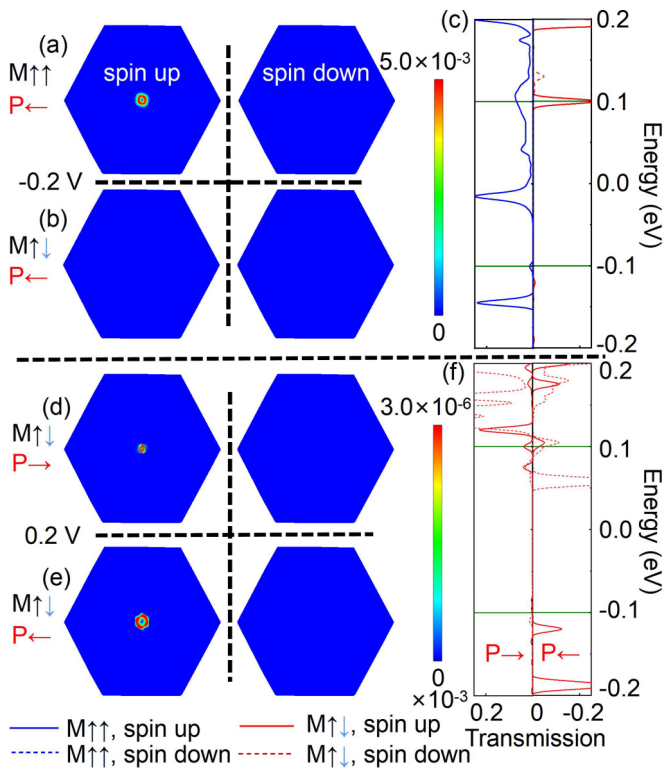 (a)
M↑↑
P←
spin up
spin down
-0.2 V
(b)
M↑↓
P←
5.0×10⁻³
0
(c)
0.2
0.1
0.0
-0.1
-0.2
Energy (eV)
(d)
M↑↓
P→
0.2 V
(e)
M↑↓
P←
3.0×10⁻⁶
0
×10⁻³
(f)
0.2
0.1
0.0
-0.1
-0.2
Energy (eV)
P→ P←
0.2 0 -0.2
Transmission
M↑↑, spin up
M↑↓, spin up
M↑↑, spin down
M↑↓, spin down